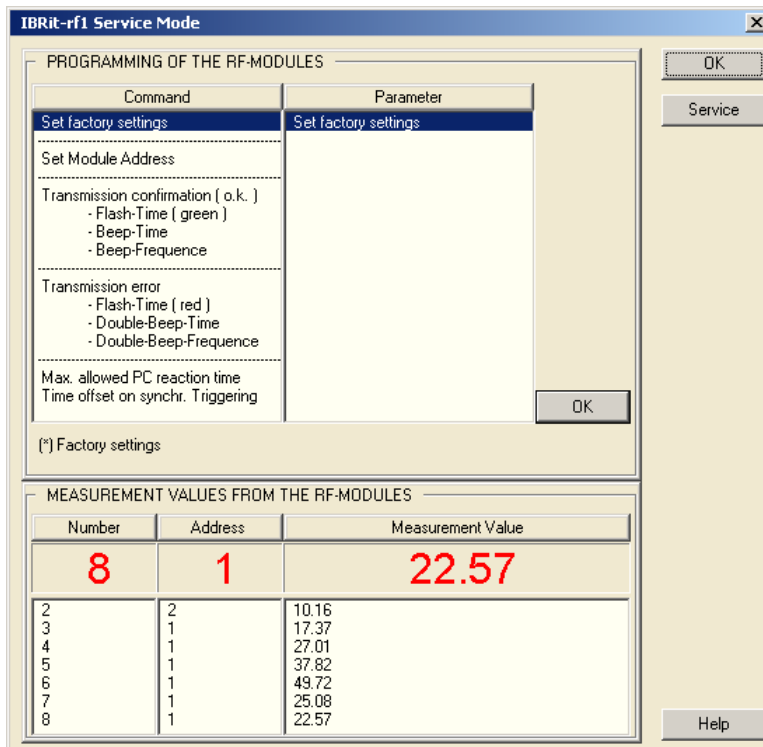 IBRit-rf1 Service Mode
PROGRAMMING OF THE RF-MODULES
OK
Service
Command Parameter
Set factory settings Set factory settings
Set Module Address
Transmission confirmation ( o.k. )
- Flash-Time ( green )
- Beep-Time
- Beep-Frequence
Transmission error
- Flash-Time ( red )
- Double-Beep-Time
- Double-Beep-Frequence
Max. allowed PC reaction time
Time offset on synchr. Triggering
OK
(*) Factory settings
MEASUREMENT VALUES FROM THE RF-MODULES
Number Address Measurement Value
8 1 22.57
2 2 10.16
3 1 17.37
4 1 27.01
5 1 37.82
6 1 49.72
7 1 25.08
8 1 22.57
Help